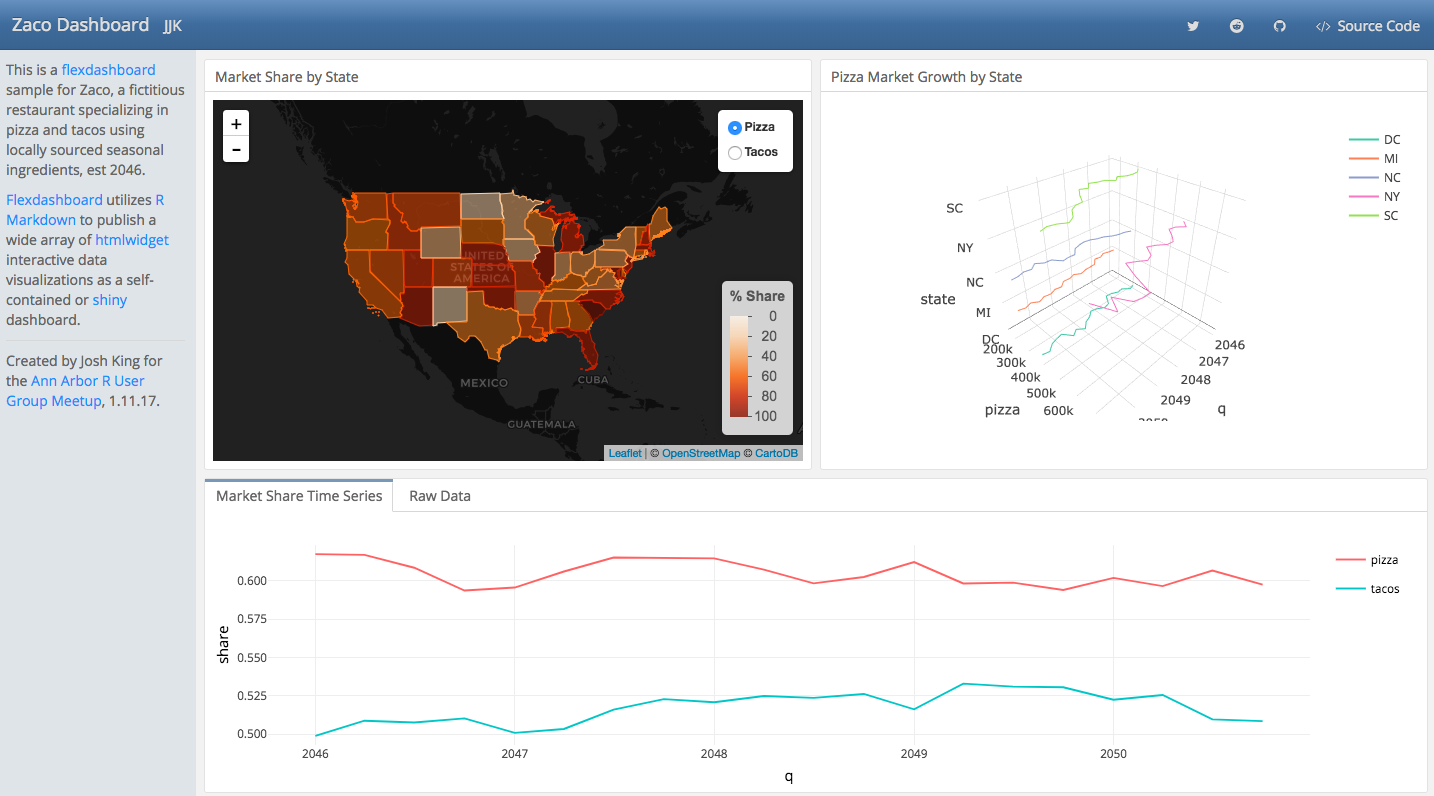 Zaco Dashboard JJK
Source Code
This is a flexdashboard
sample for Zaco, a fictitious
restaurant specializing in
pizza and tacos using
locally sourced seasonal
ingredients, est 2046.
Flexdashboard utilizes R
Markdown to publish a
wide array of htmlwidget
interactive data
visualizations as a self-
contained or shiny
dashboard.
Created by Josh King for
the Ann Arbor R User
Group Meetup, 1.11.17.
Market Share by State
+
-
Pizza
Tacos
UNITED
STATES OF
AMERICA
MEXICO
CUBA
GUATEMALA
% Share
0
20
40
60
80
100
Leaflet | © OpenStreetMap © CartoDB
Pizza Market Growth by State
DC
MI
NC
NY
SC
SC
NY
NC
state
MI
DC
200k
300k
400k
500k
600k
pizza
2046
2047
2048
2049
2050
q
Market Share Time Series Raw Data
0.600
0.575
0.550
0.525
0.500
share
2046 2047 2048 2049 2050
q
pizza
tacos